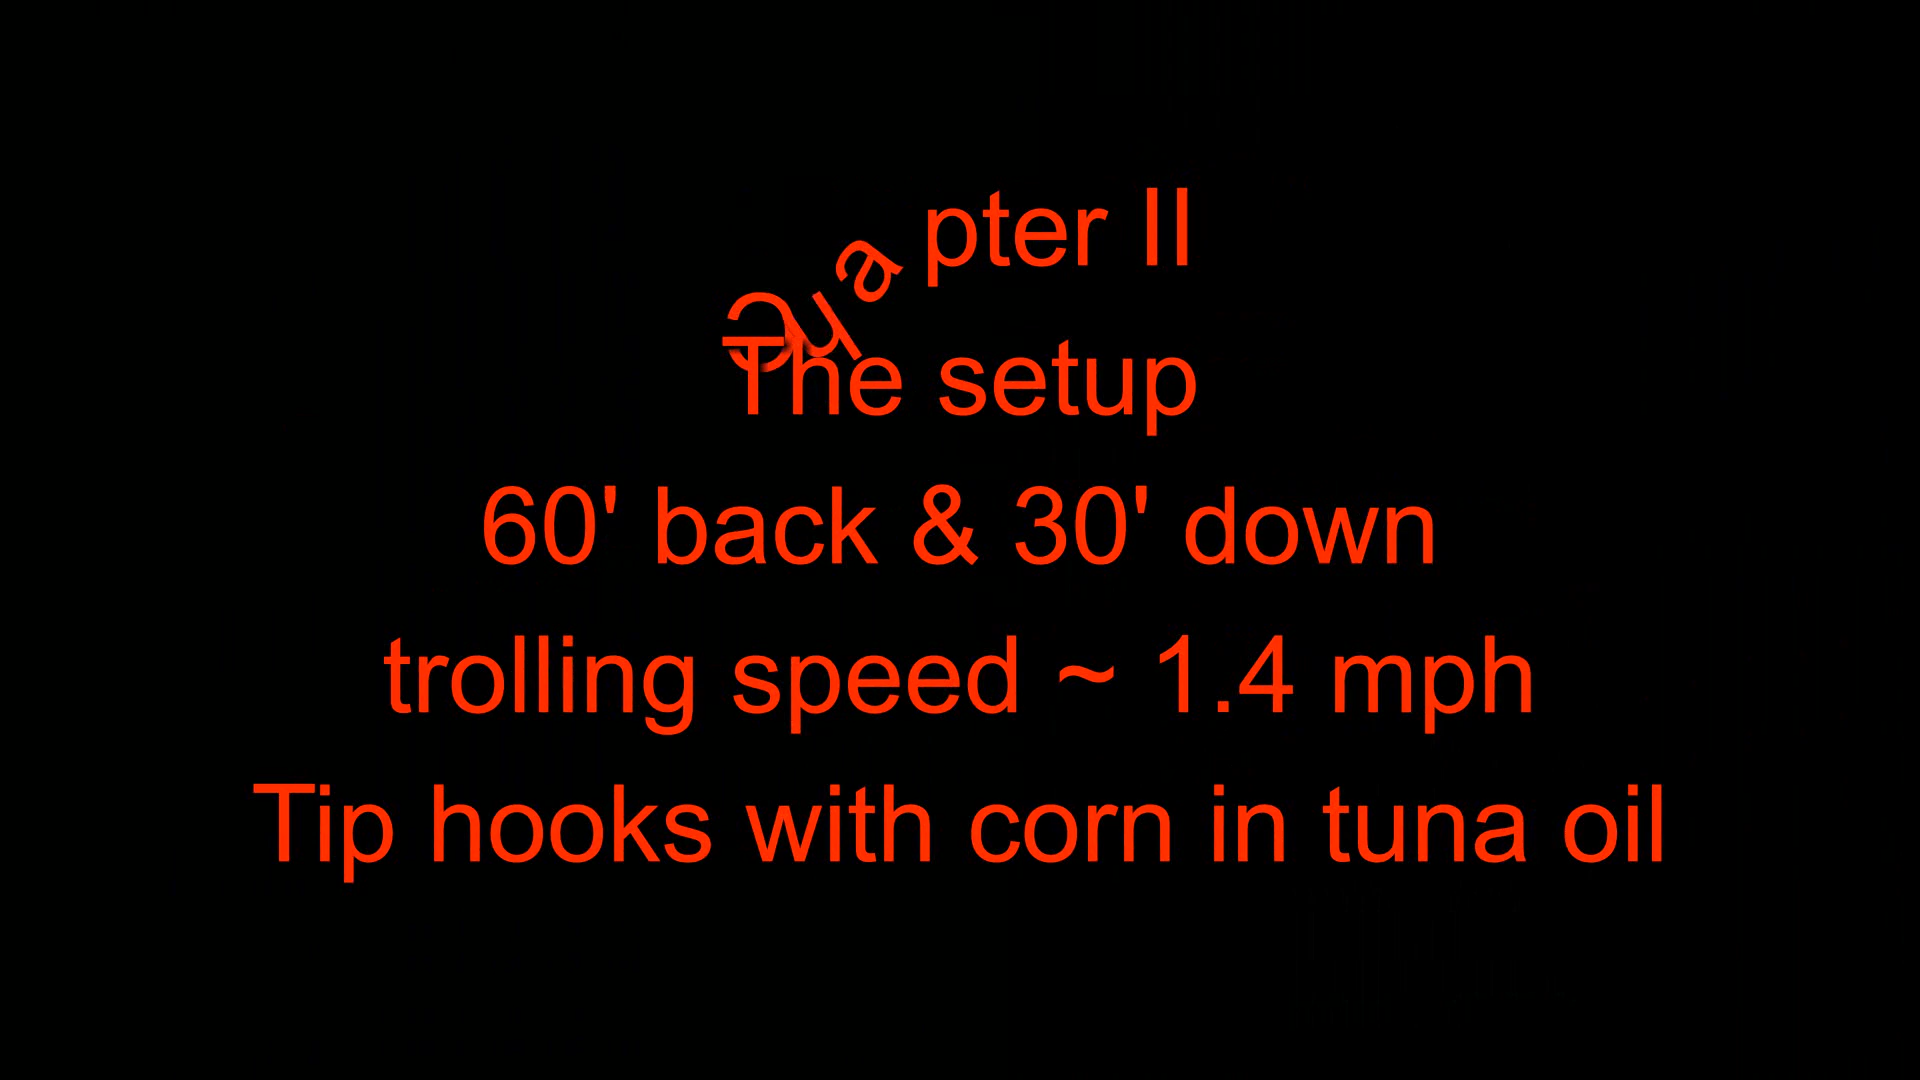 Chapter II
The setup
60' back & 30' down
trolling speed ~ 1.4 mph
Tip hooks with corn in tuna oil